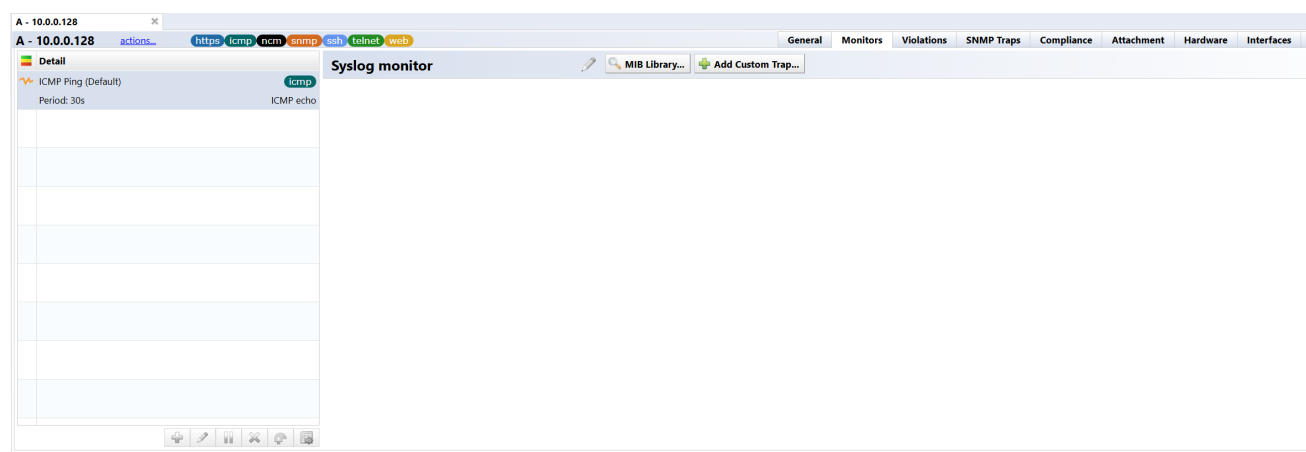 A - 10.0.0.128
A - 10.0.0.128 actions... https icmp ncm snmp ssh telnet web General Monitors Violations SNMP Traps Compliance Attachment Hardware Interfaces
Detail
Syslog monitor MIB Library... Add Custom Trap...
ICMP Ping (Default) icmp
Period: 30s ICMP echo